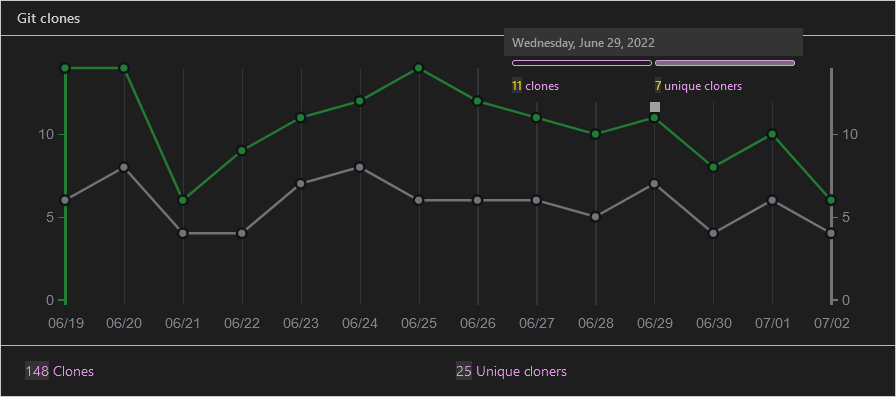 Git clones
Wednesday, June 29, 2022
11 clones 7 unique cloners
10 10
5 5
0 0
06/19 06/20 06/21 06/22 06/23 06/24 06/25 06/26 06/27 06/28 06/29 06/30 07/01 07/02
148 Clones 25 Unique cloners